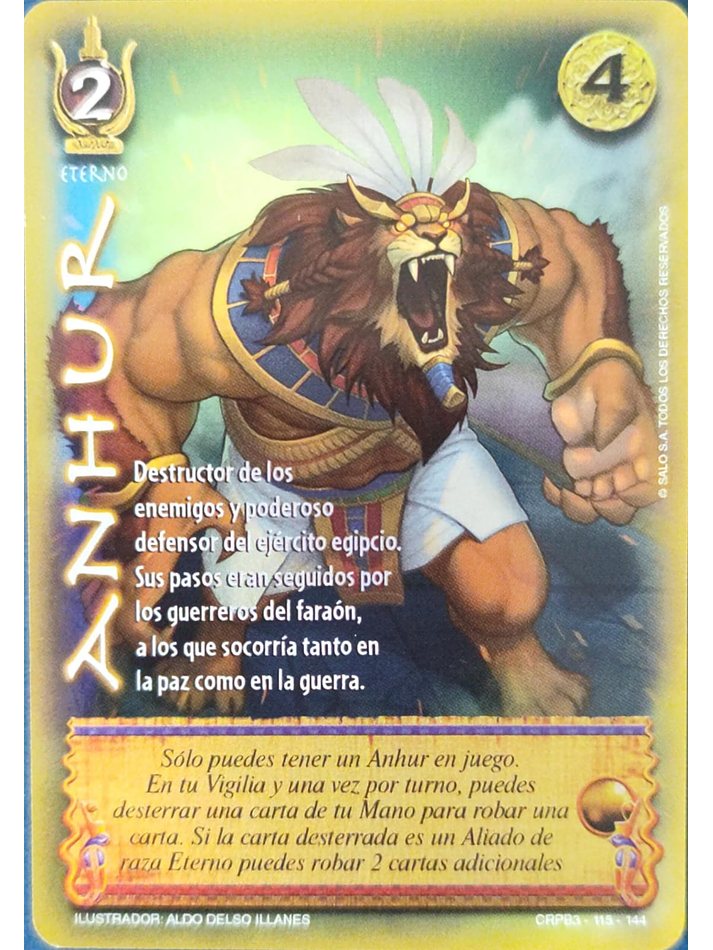 2
4
ETERNO
ANHUR
© SALO S.A. TODOS LOS DERECHOS RESERVADOS
Destructor de los
enemigos y poderoso
defensor del ejército egipcio.
Sus pasos eran seguidos por
los guerreros del faraón,
a los que socorría tanto en
la paz como en la guerra.
Sólo puedes tener un Anhur en juego.
En tu Vigilia y una vez por turno, puedes
desterrar una carta de tu Mano para robar una
carta. Si la carta desterrada es un Aliado de
raza Eterno puedes robar 2 cartas adicionales
ILUSTRADOR: ALDO DELSO ILLANES
CRPB3 - 115 - 144